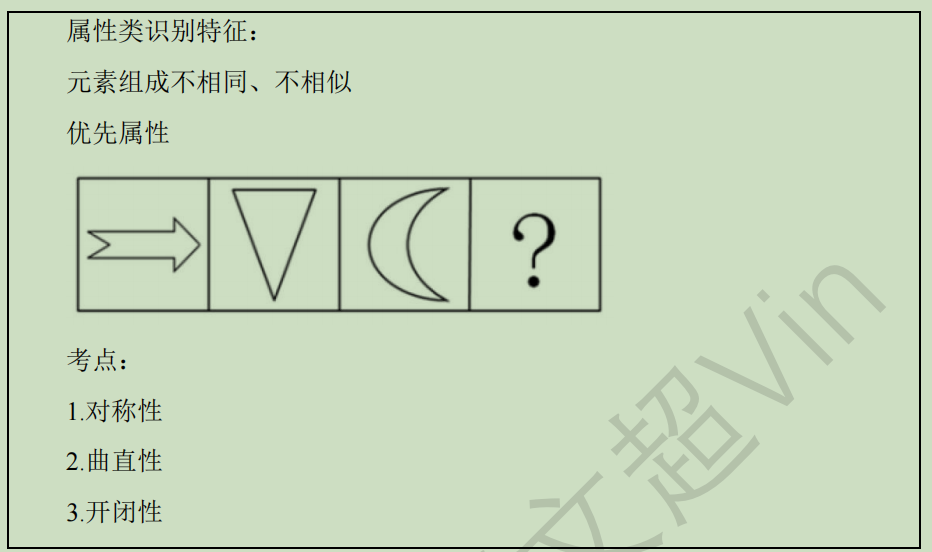 属性类识别特征：
元素组成不相同、不相似
优先属性
?
考点：
1.对称性
2.曲直性
3.开闭性
文超Vin